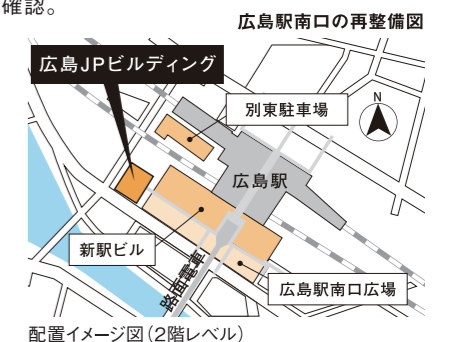 確認。
広島駅南口の再整備図
広島JPビルディング
別東駐車場
N
広島駅
新駅ビル
路面電車
広島駅南口広場
配置イメージ図(2階レベル)